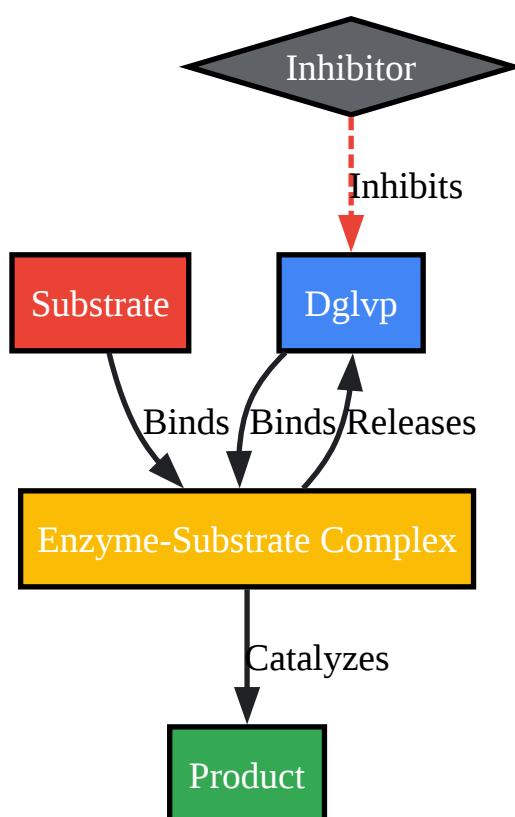 Inhibitor
Inhibits
Substrate
Dglvp
Binds
Binds
Releases
Enzyme-Substrate Complex
Catalyzes
Product